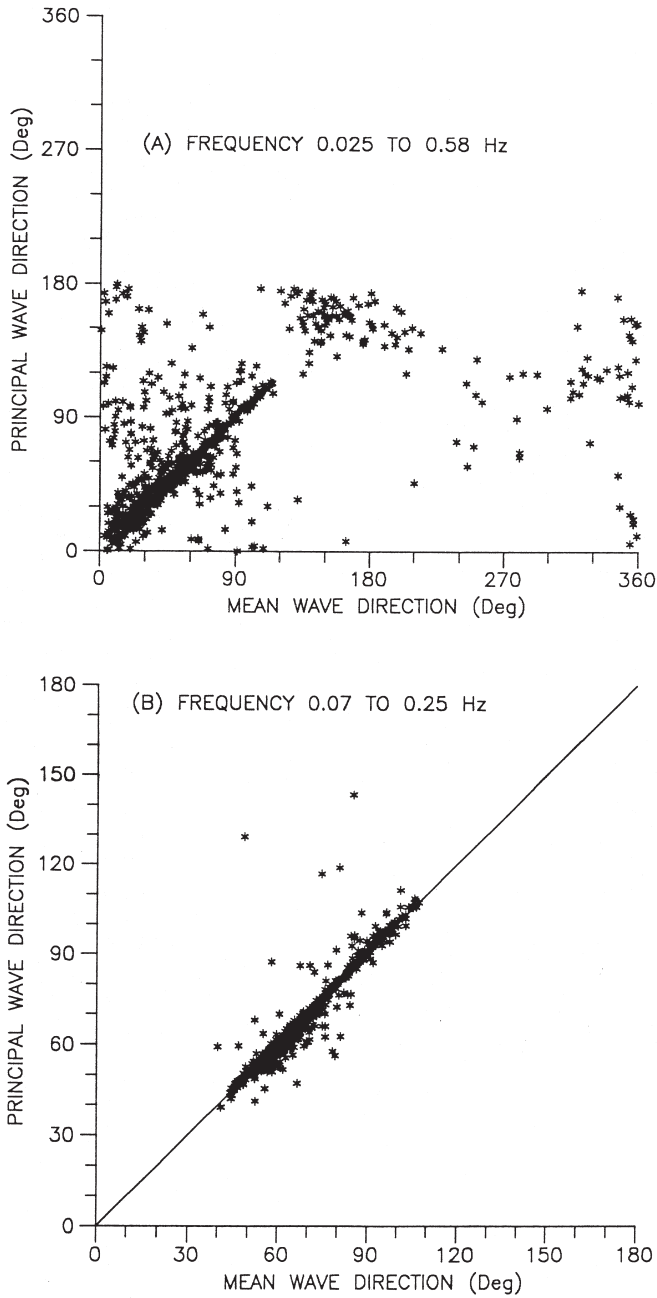 360
270
180
90
0
PRINCIPAL WAVE DIRECTION (Deg)
(A) FREQUENCY 0.025 TO 0.58 Hz
0 90 180 270 360
MEAN WAVE DIRECTION (Deg)
180
150
120
90
60
30
0
PRINCIPAL WAVE DIRECTION (Deg)
(B) FREQUENCY 0.07 TO 0.25 Hz
0 30 60 90 120 150 180
MEAN WAVE DIRECTION (Deg)